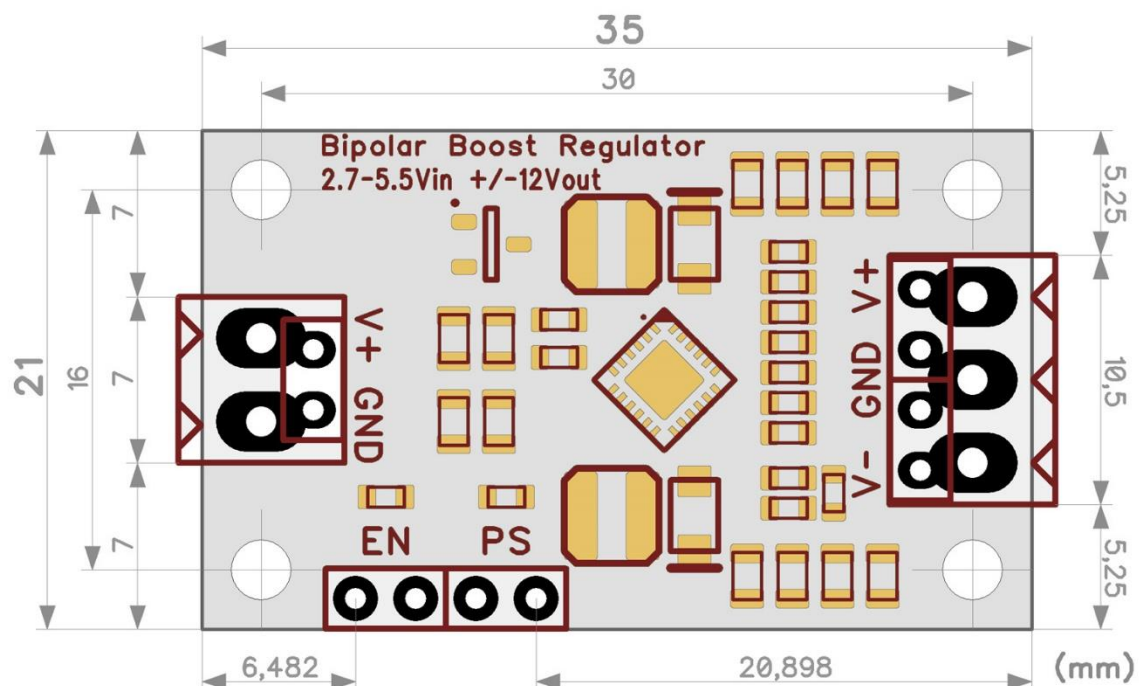 35
30
Bipolar Boost Regulator
2.7-5.5Vin +/-12Vout
5,25
7
21
16
V+
GND
7
V+
GND
V-
10,5
EN
PS
7
5,25
6,482
20,898
(mm)